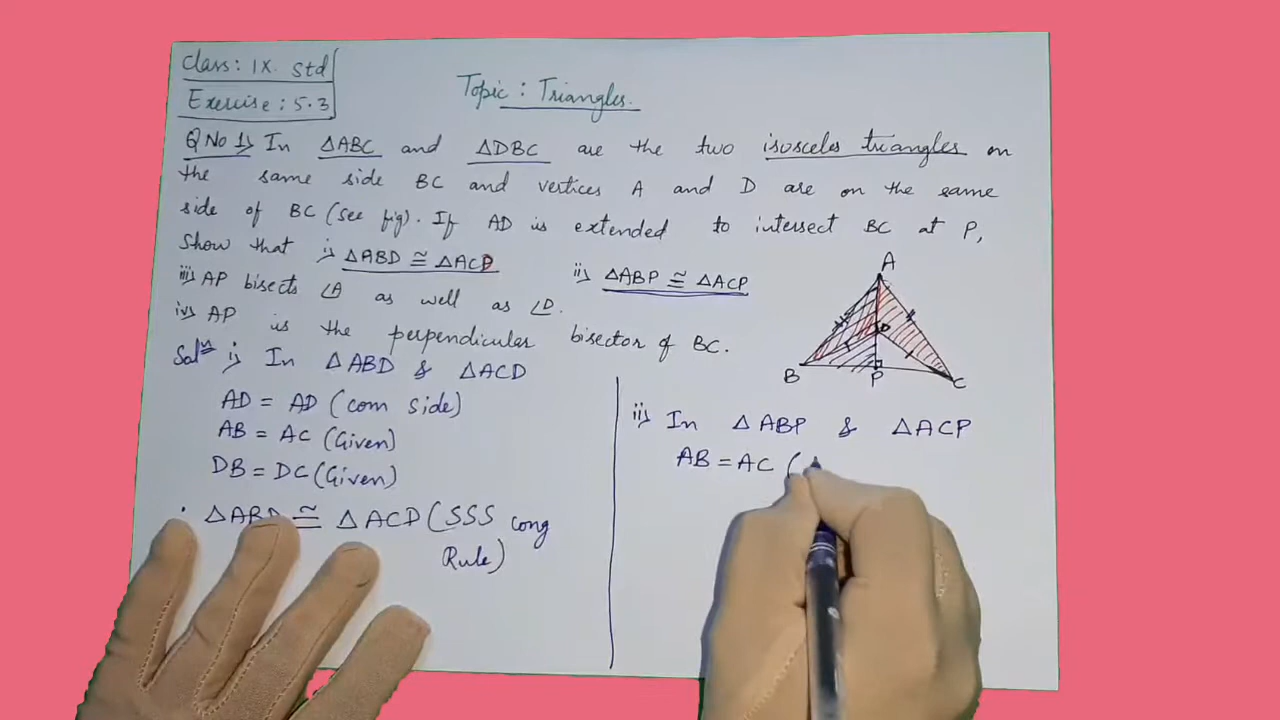 Class: IX. Std
Exercise: 5.3
Topic: Triangles.
Q No 1) In ΔABC and ΔDBC are the two isosceles triangles on
the same side BC and vertices A and D are on the same
side of BC (See fig). If AD is extended to intersect BC at P,
Show that i) ΔABD ≅ ΔACD ii) ΔABP ≅ ΔACP
iii) AP bisects ∠A as well as ∠D.
iv) AP is the perpendicular bisector of BC.
A
D
B
P
C
Solⁿ i) In ΔABD & ΔACD
AD = AD (com side)
AB = AC (Given)
DB = DC (Given)
ΔABD ≅ ΔACD (SSS cong
Rule)
ii) In ΔABP & ΔACP
AB = AC (